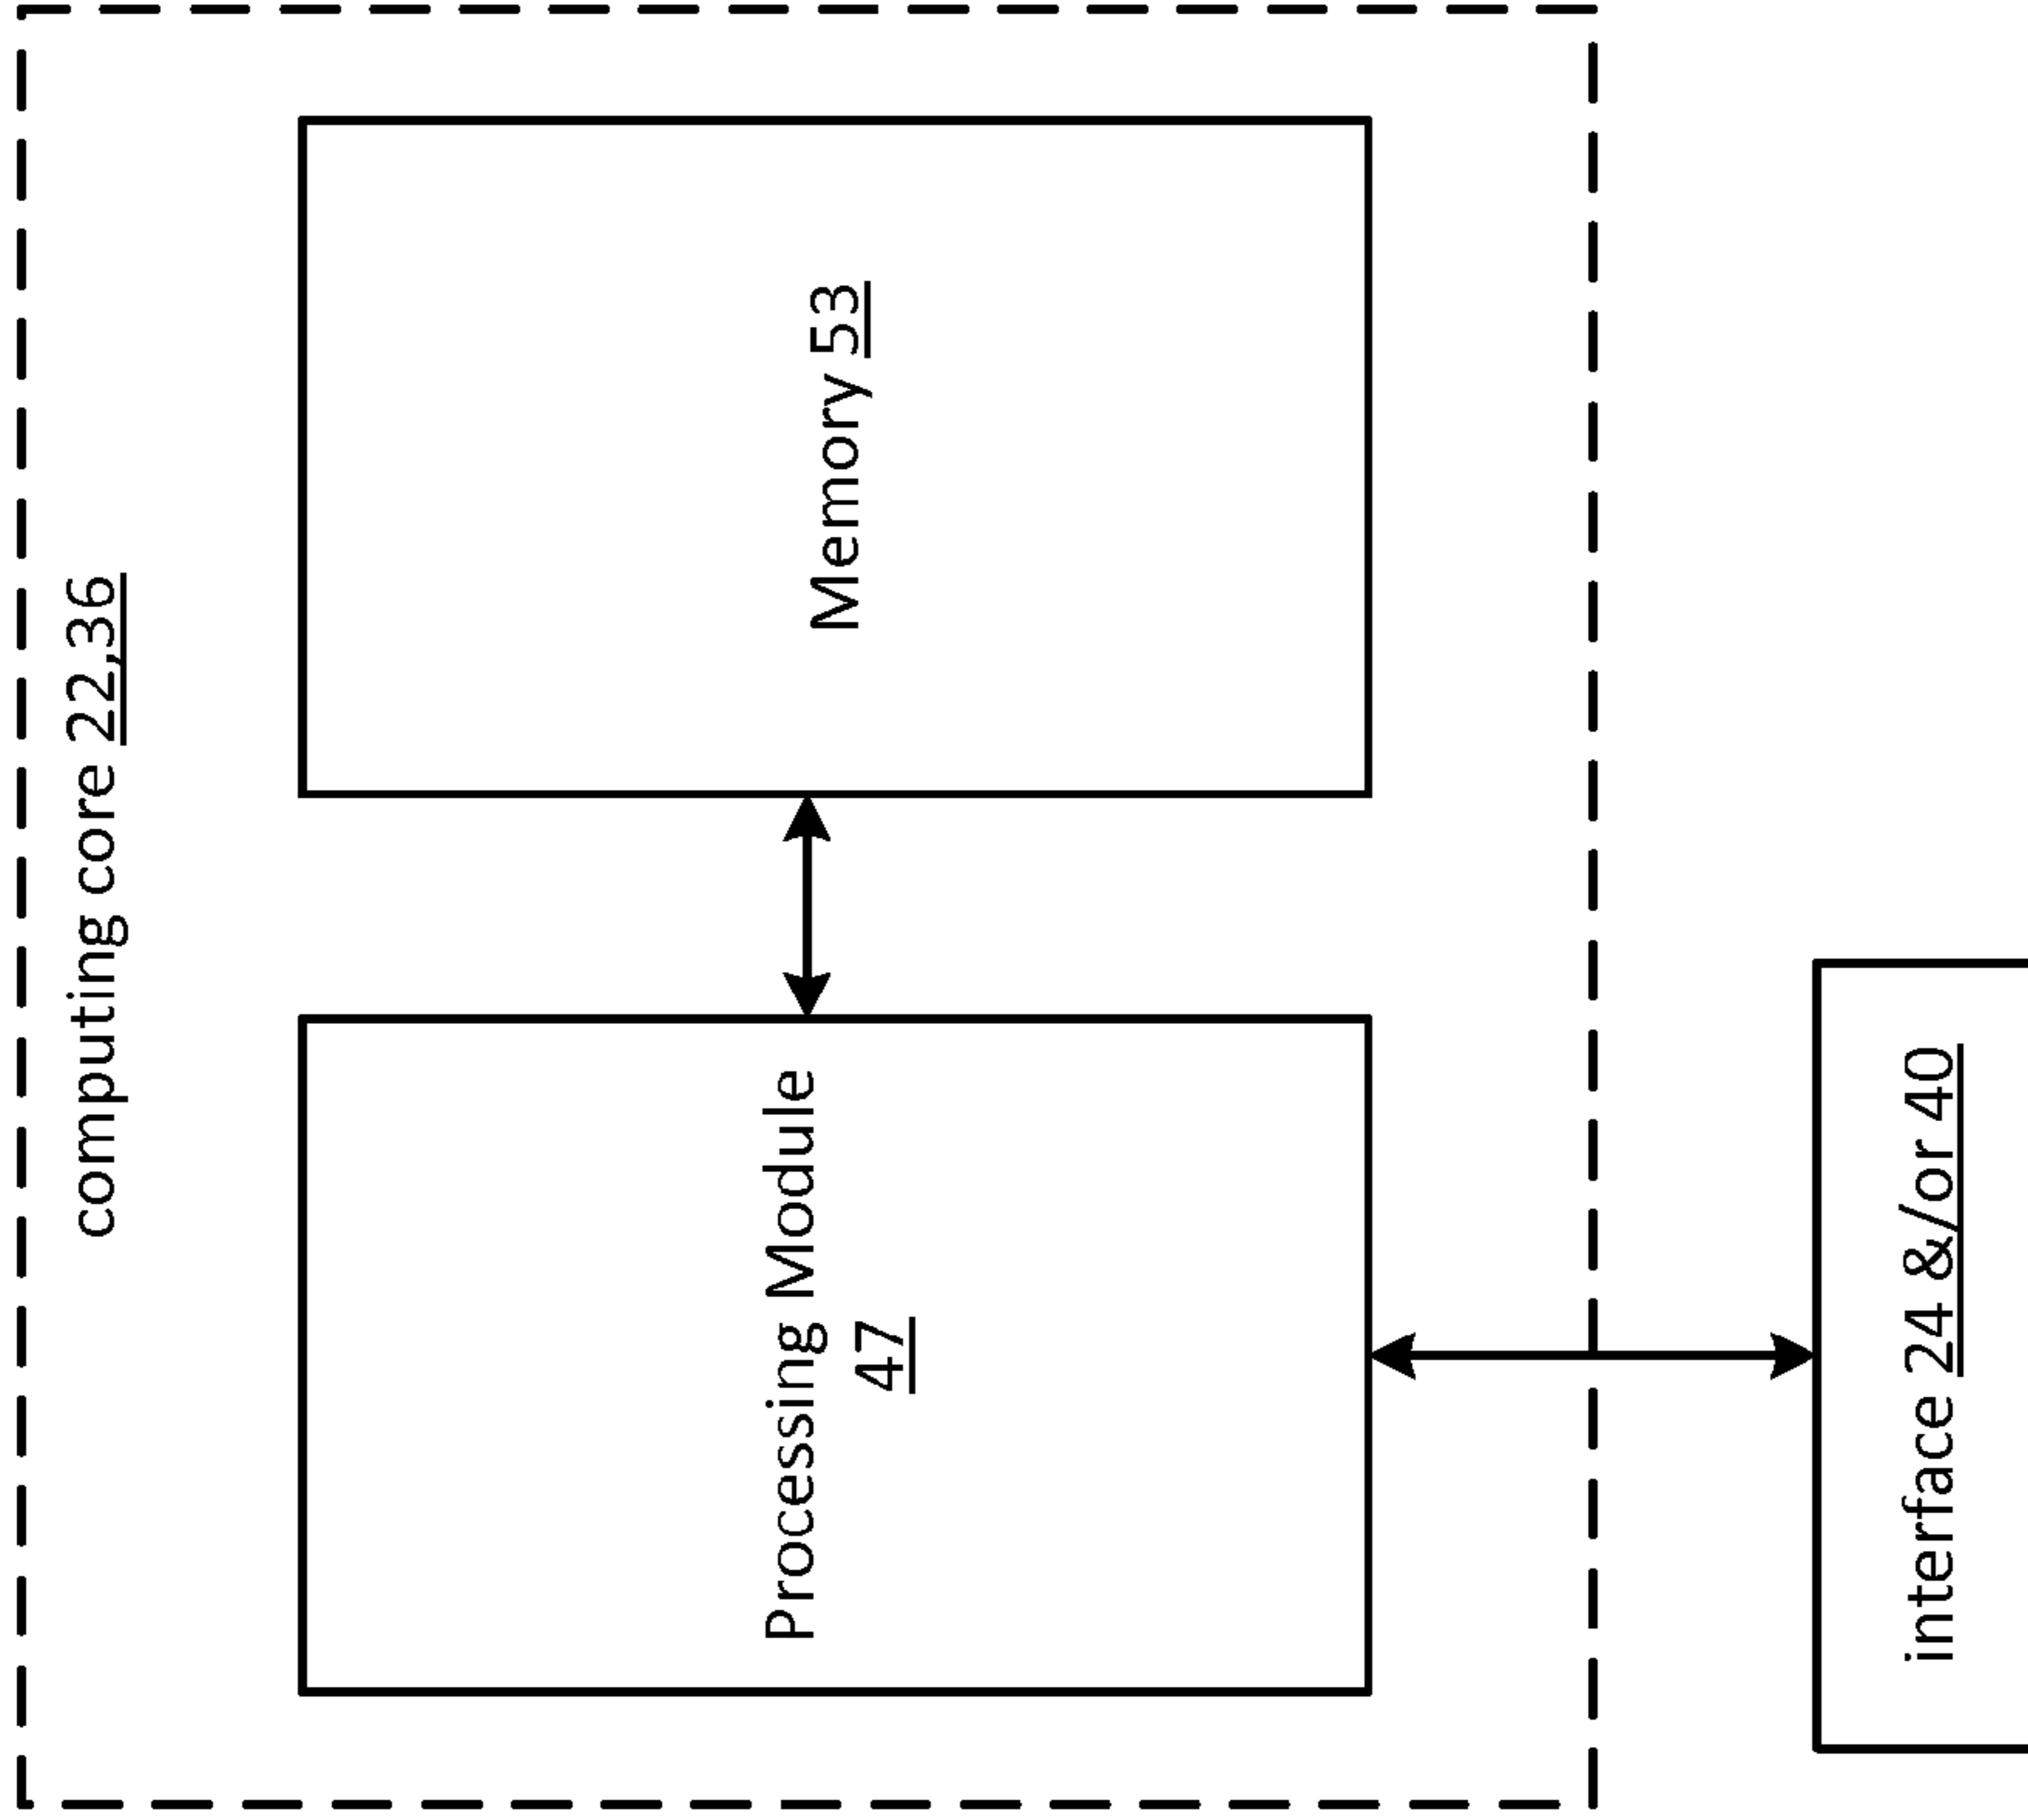 computing core 22,36
Processing Module
47
Memory 53
interface 24 &/or 40